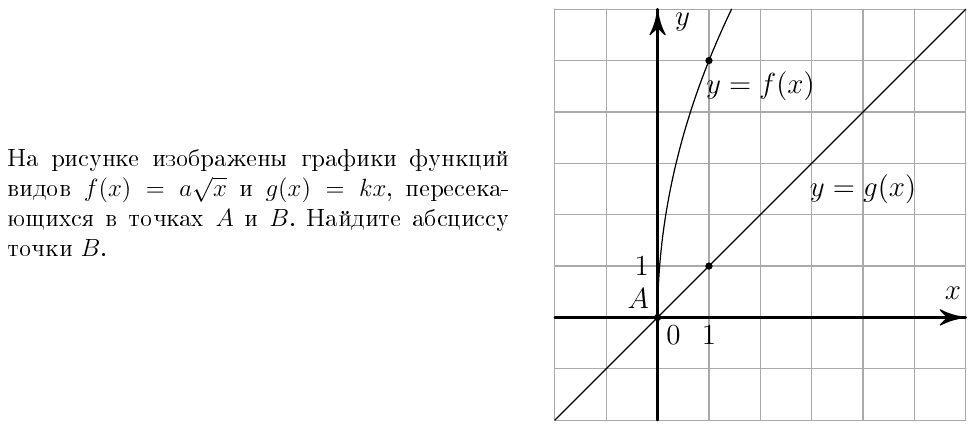 На рисунке изображены графики функций
видов f(x) = a√x и g(x) = kx, пересека-
ющихся в точках A и B. Найдите абсциссу
точки B.
y
y = f(x)
y = g(x)
1
A
x
0
1